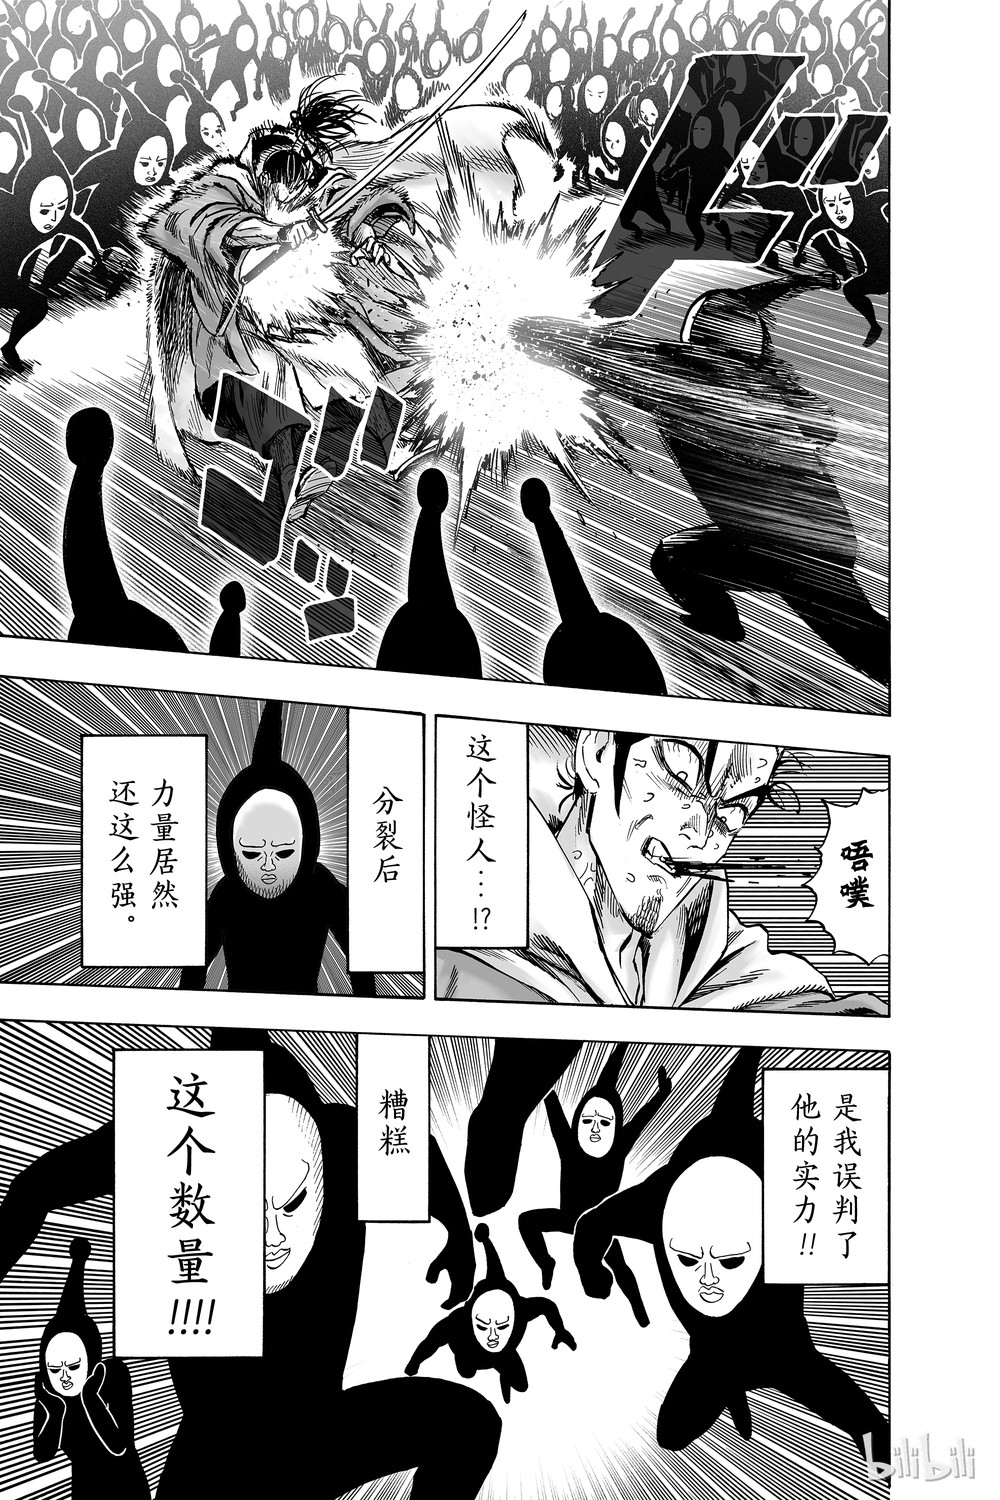 唔噗
这个怪人…!?
分裂后
力量居然
还这么强。
是我误判了
他的实力!!
糟糕
这个数量!!!!
bilibili